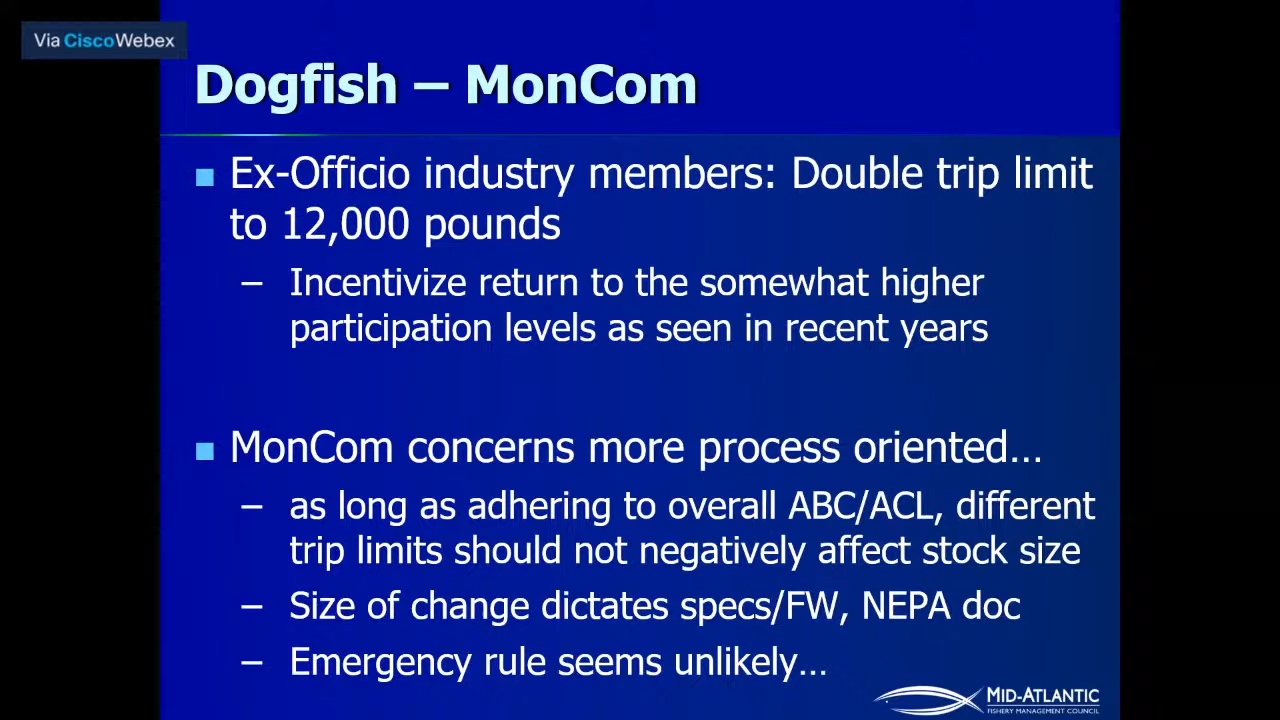 Via CiscoWebex
Dogfish – MonCom
Ex-Officio industry members: Double trip limit
to 12,000 pounds
– Incentivize return to the somewhat higher
participation levels as seen in recent years
MonCom concerns more process oriented…
– as long as adhering to overall ABC/ACL, different
trip limits should not negatively affect stock size
– Size of change dictates specs/FW, NEPA doc
– Emergency rule seems unlikely…
MID-ATLANTIC
FISHERY MANAGEMENT COUNCIL